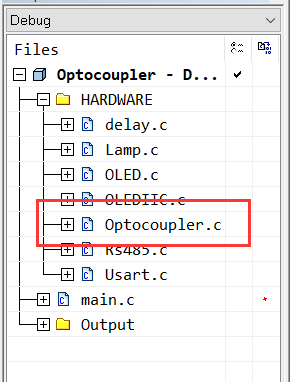 Debug
Files
Optocoupler - D...
HARDWARE
delay.c
Lamp.c
OLED.c
OLEDIIC.c
Optocoupler.c
Rs485.c
Usart.c
main.c
Output